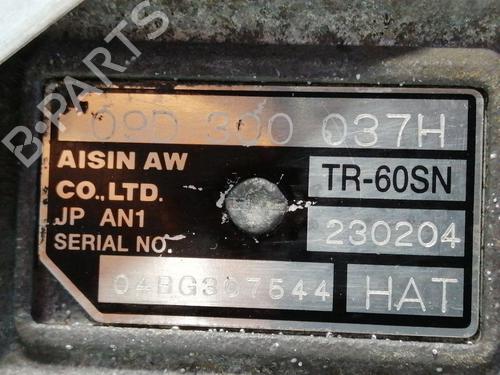 B-PARTS
09D 300 037H
AISIN AW
CO.,LTD.
JP AN1
SERIAL NO.
TR-60SN
230204
04BG307544
HAT